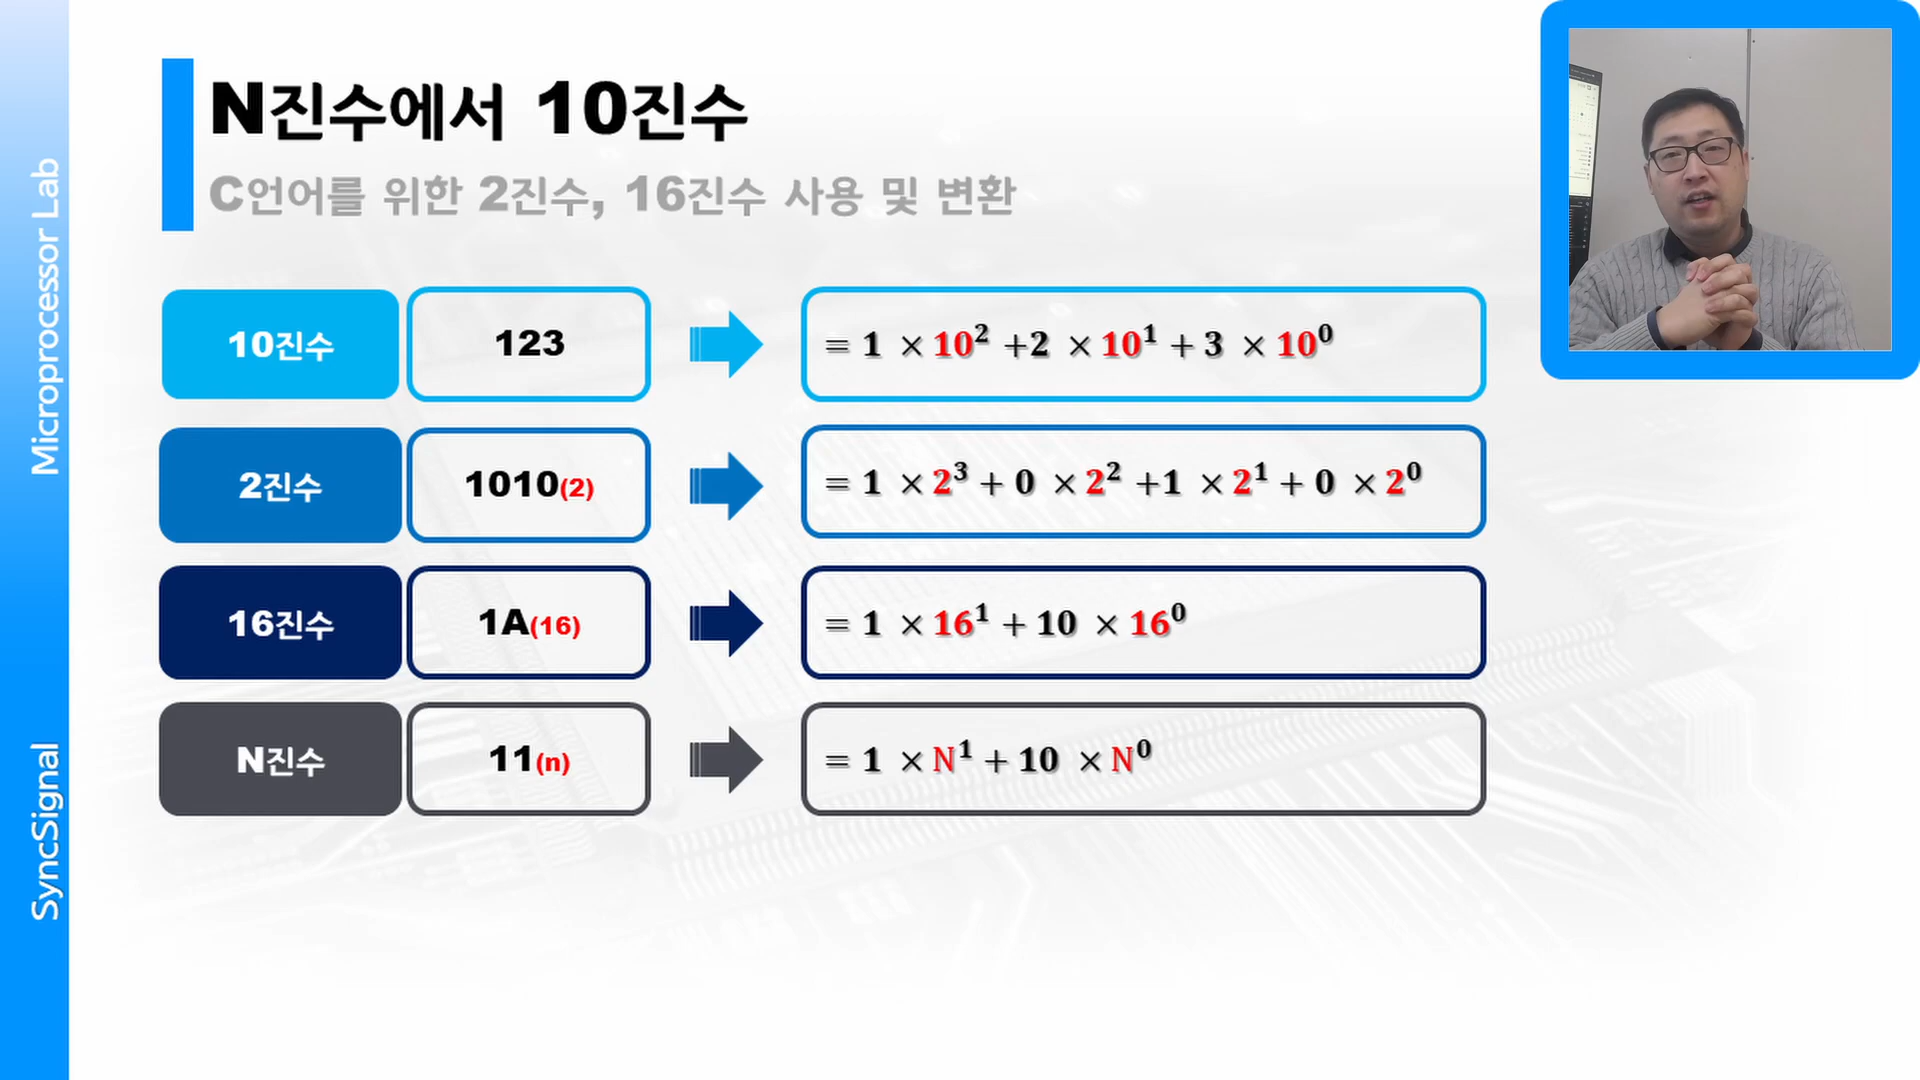 N진수에서 10진수
C언어를 위한 2진수, 16진수 사용 및 변환
10진수 123 = 1 × 10² +2 × 10¹ + 3 × 10⁰
2진수 1010(2) = 1 × 2³ + 0 × 2² +1 × 2¹ + 0 × 2⁰
16진수 1A(16) = 1 × 16¹ + 10 × 16⁰
N진수 11(n) = 1 × N¹ + 10 × N⁰
Microprocessor Lab
SyncSignal